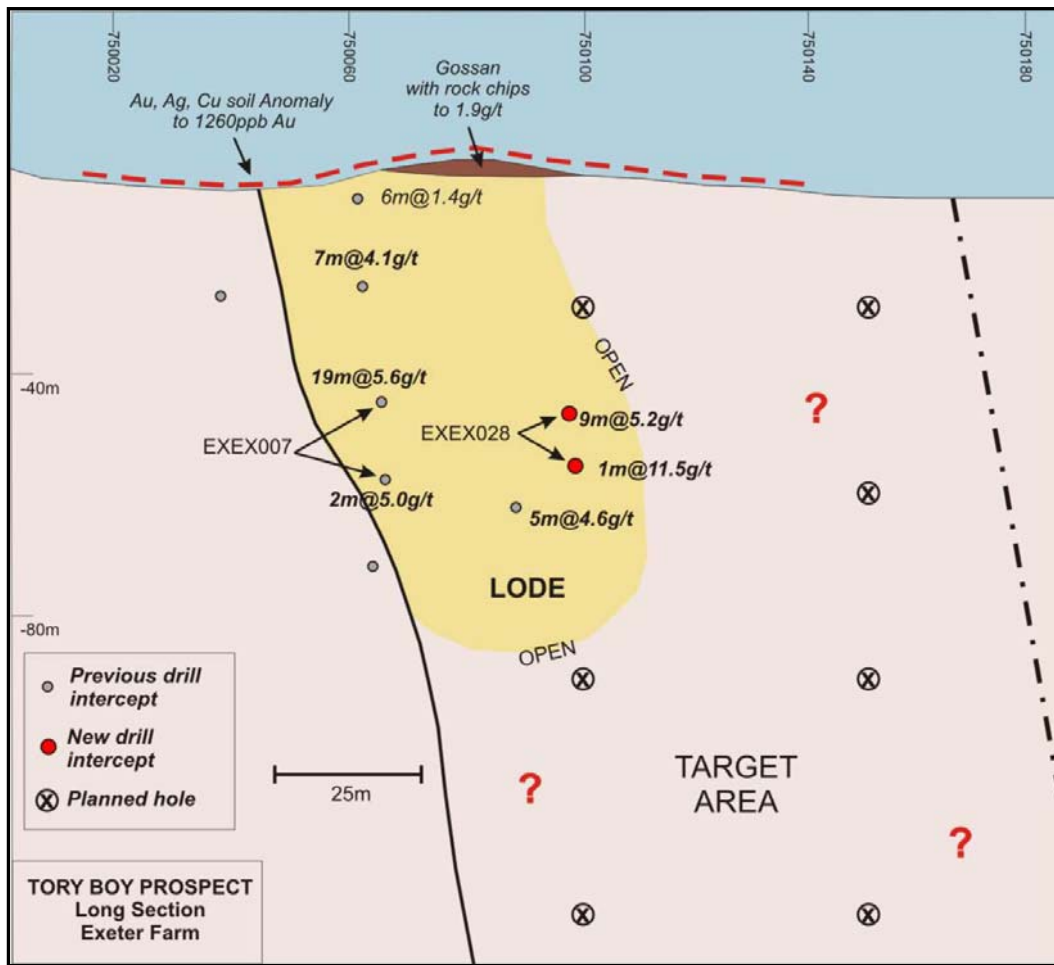 750020
750060
750100
750140
750180
Au, Ag, Cu soil Anomaly
to 1260ppb Au
Gossan
with rock chips
to 1.9g/t
6m@1.4g/t
7m@4.1g/t
OPEN
-40m
19m@5.6g/t
?
EXEX007
EXEX028
9m@5.2g/t
1m@11.5g/t
2m@5.0g/t
5m@4.6g/t
LODE
-80m
OPEN
Previous drill
intercept
New drill
intercept
Planned hole
25m
?
TARGET
AREA
?
TORY BOY PROSPECT
Long Section
Exeter Farm